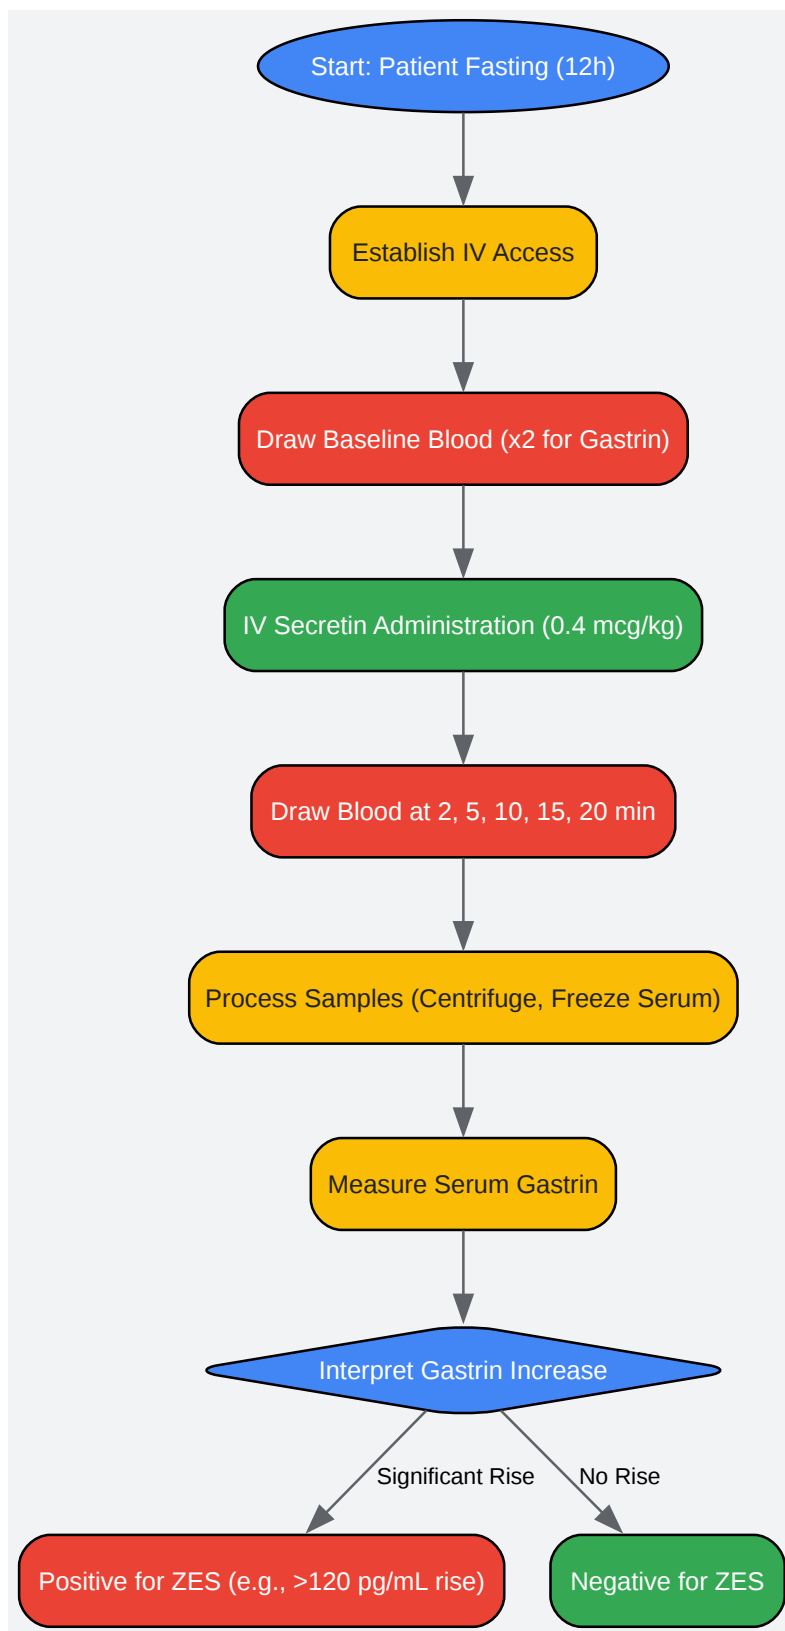 Start: Patient Fasting (12h)
Establish IV Access
Draw Baseline Blood (x2 for Gastrin)
IV Secretin Administration (0.4 mcg/kg)
Draw Blood at 2, 5, 10, 15, 20 min
Process Samples (Centrifuge, Freeze Serum)
Measure Serum Gastrin
Interpret Gastrin Increase
Significant Rise
No Rise
Positive for ZES (e.g., >120 pg/mL rise)
Negative for ZES